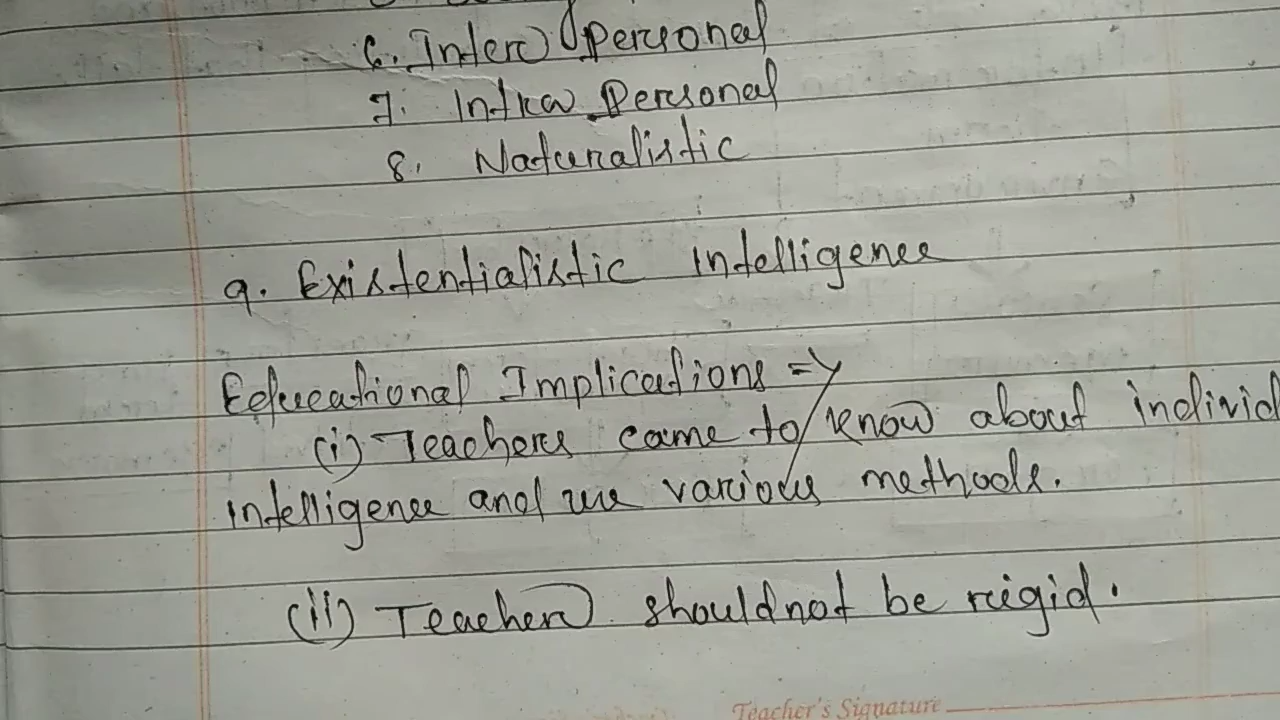 6. Inter personal
7. Intra Personal
8. Naturalistic
9. Existentialistic Intelligence
Educational Implications =>
(i) Teachers came to know about individ
intelligence and use various methods.
(ii) Teacher should not be rigid.
Teacher's Signature